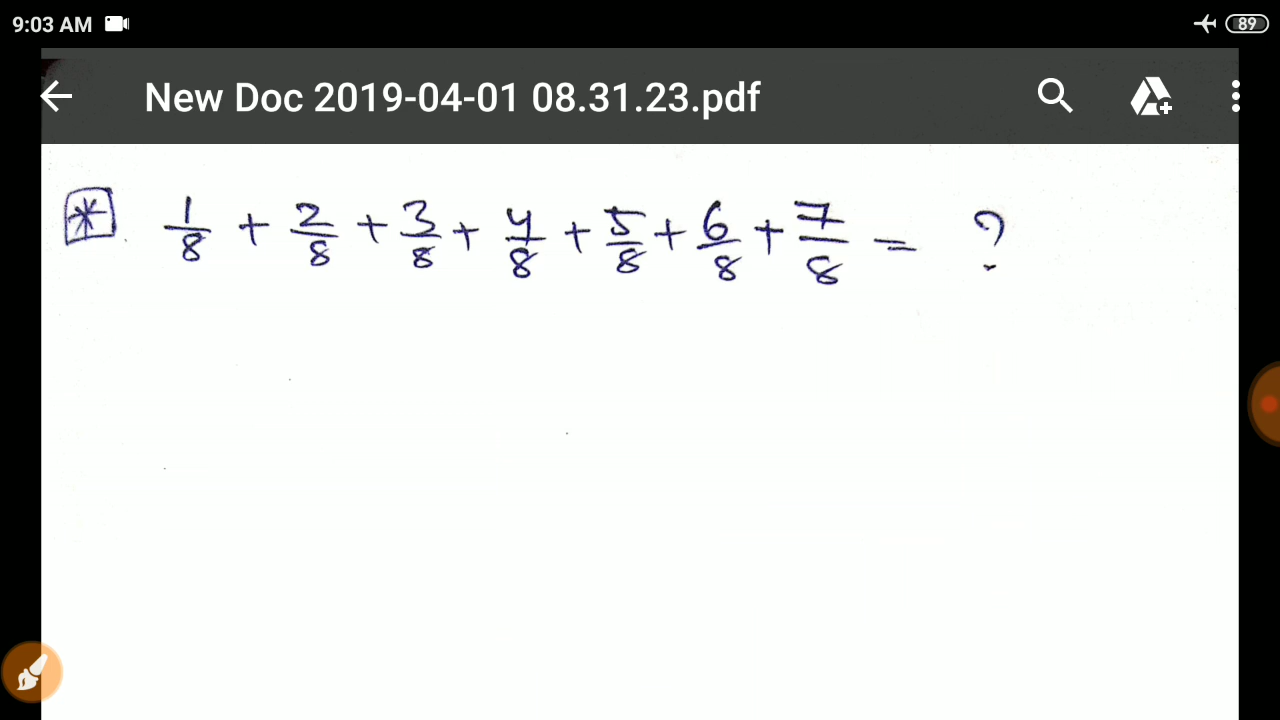 9:03 AM 89
New Doc 2019-04-01 08.31.23.pdf
* 1/8 + 2/8 + 3/8 + 4/8 + 5/8 + 6/8 + 7/8 = ?